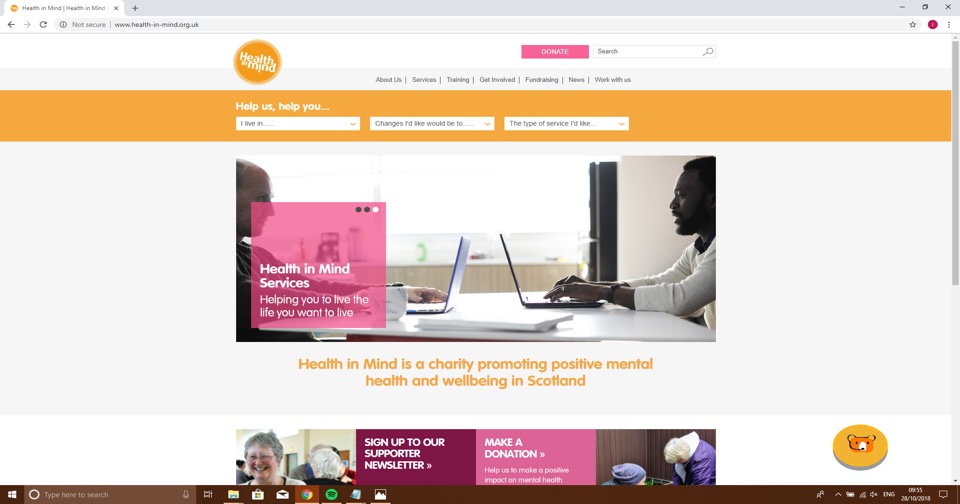 Health in Mind | Health in Mind
Not secure | www.health-in-mind.org.uk
Health
in mind
DONATE
Search
About Us | Services | Training | Get Involved | Fundraising | News | Work with us
Help us, help you...
I live in.....
Changes I'd like would be to.....
The type of service I'd like...
Health in Mind
Services
Helping you to live the
life you want to live
Health in Mind is a charity promoting positive mental
health and wellbeing in Scotland
SIGN UP TO OUR
SUPPORTER
NEWSLETTER »
MAKE A
DONATION »
Help us to make a positive
impact on mental health
Type here to search
ENG
09:55
28/10/2018